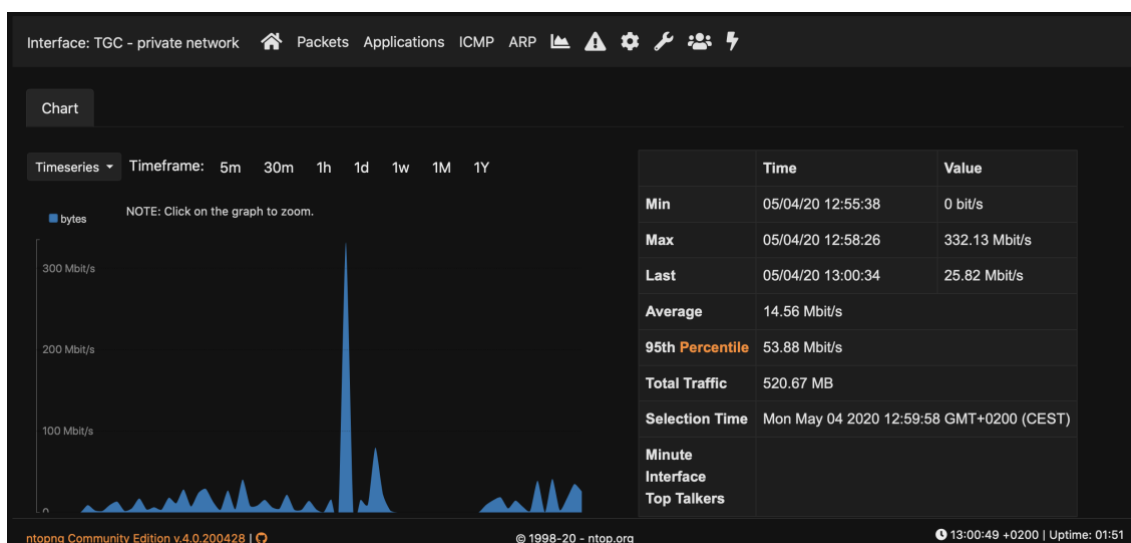 Interface: TGC - private network Packets Applications ICMP ARP
Chart
Timeseries Timeframe: 5m 30m 1h 1d 1w 1M 1Y
bytes
NOTE: Click on the graph to zoom.
300 Mbit/s
200 Mbit/s
100 Mbit/s
0
Time Value
Min 05/04/20 12:55:38 0 bit/s
Max 05/04/20 12:58:26 332.13 Mbit/s
Last 05/04/20 13:00:34 25.82 Mbit/s
Average 14.56 Mbit/s
95th Percentile 53.88 Mbit/s
Total Traffic 520.67 MB
Selection Time Mon May 04 2020 12:59:58 GMT+0200 (CEST)
Minute
Interface
Top Talkers
ntopng Community Edition v.4.0.200428 | © 1998-20 - ntop.org 13:00:49 +0200 | Uptime: 01:51